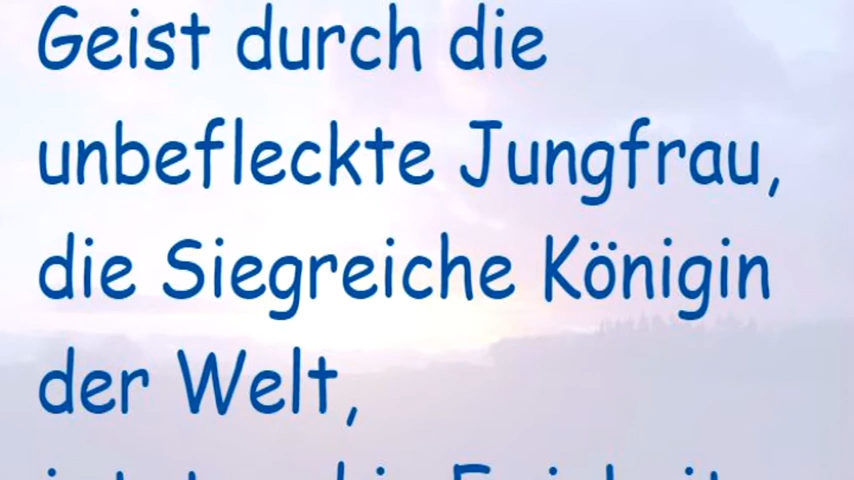 Geist durch die
unbefleckte Jungfrau,
die Siegreiche Königin
der Welt,